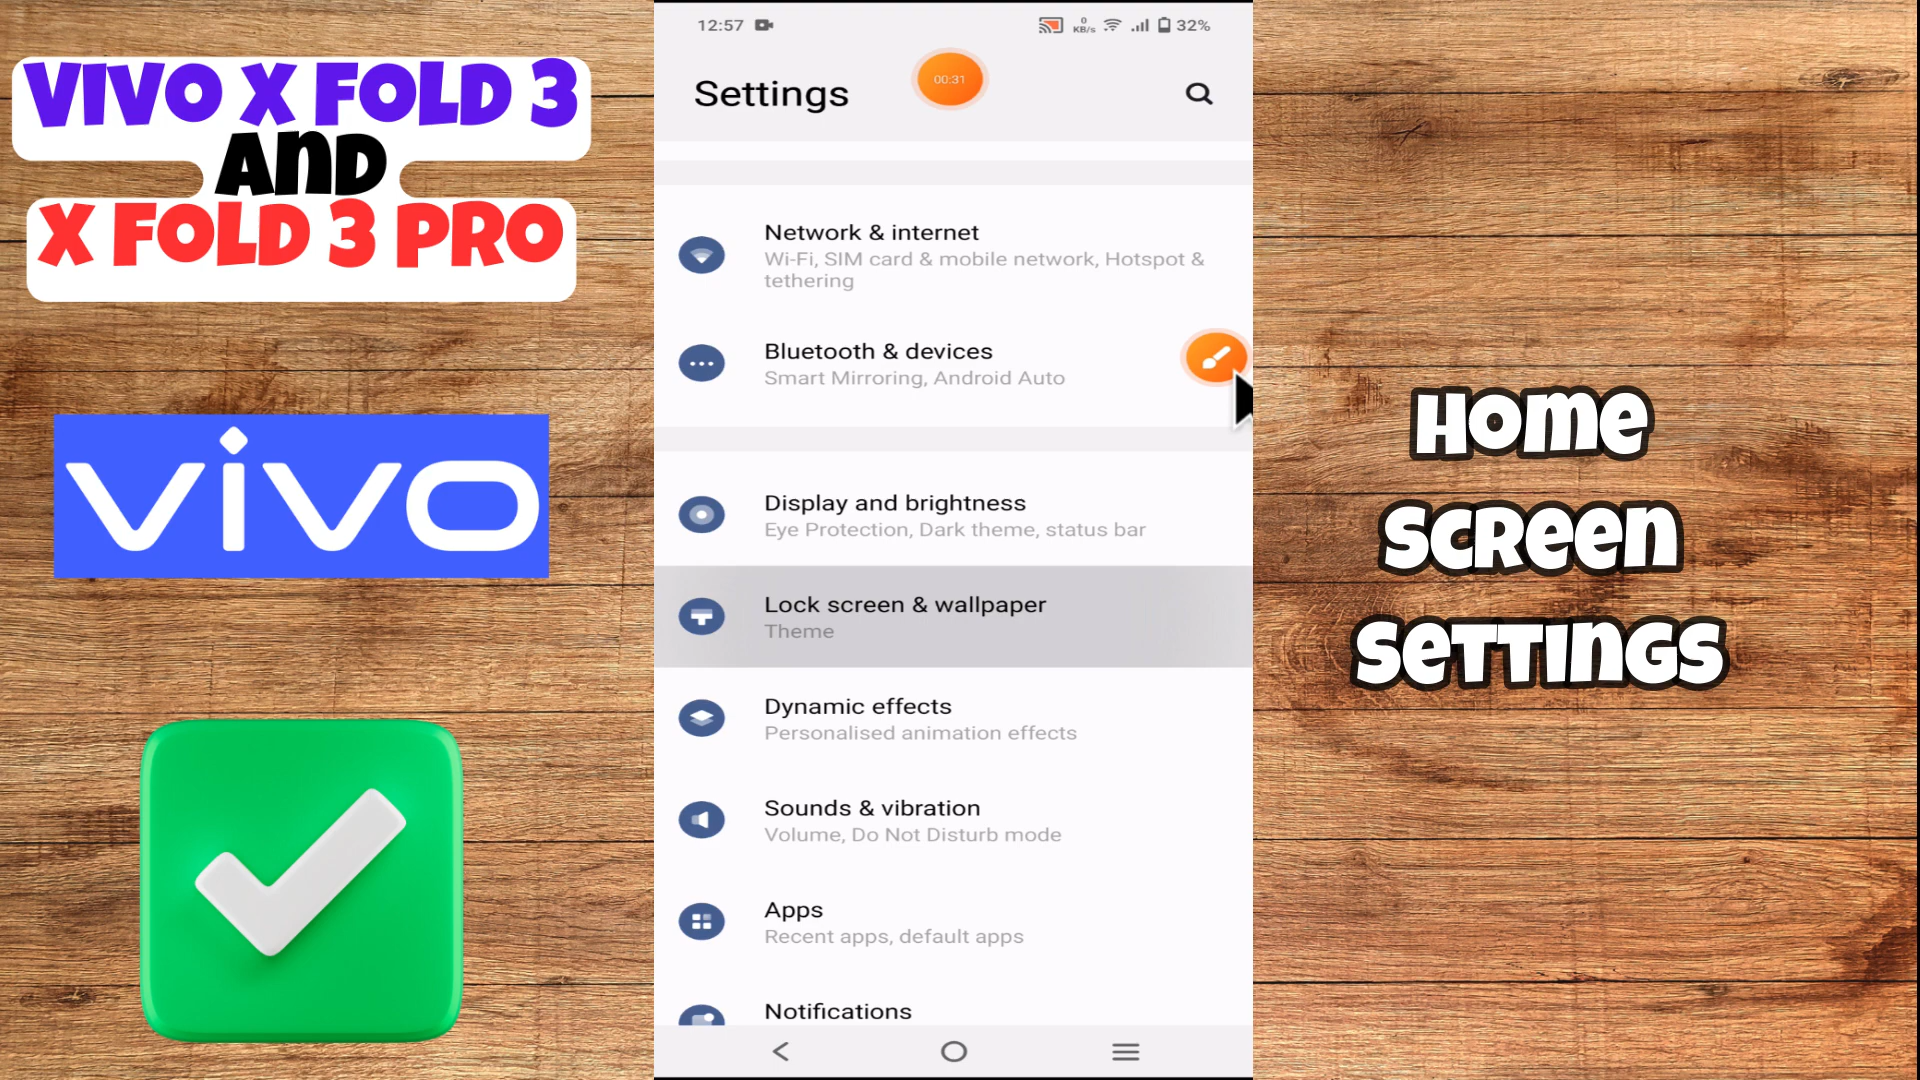 VIVO X FOLD 3
AND
X FOLD 3 PRO
vivo
12:57
0
KB/s
32%
Settings
00:31
Network & internet
Wi-Fi, SIM card & mobile network, Hotspot &
tethering
Bluetooth & devices
Smart Mirroring, Android Auto
Display and brightness
Eye Protection, Dark theme, status bar
Lock screen & wallpaper
Theme
Dynamic effects
Personalised animation effects
Sounds & vibration
Volume, Do Not Disturb mode
Apps
Recent apps, default apps
Notifications
Home
Screen
Settings